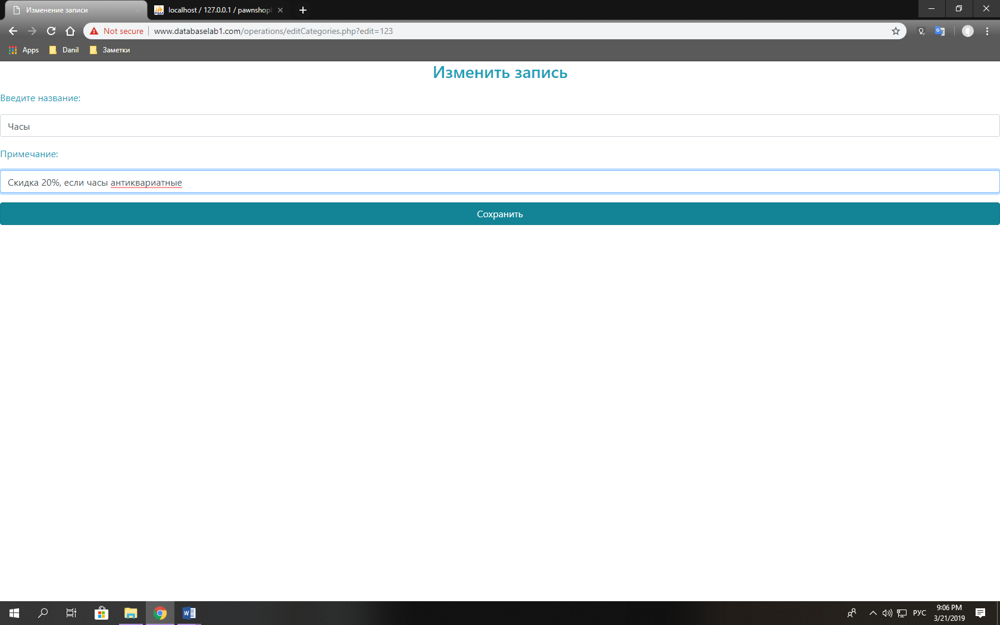 Изменение записи
localhost / 127.0.0.1 / pawnshop
Not secure www.databaselab1.com/operations/editCategories.php?edit=123
Apps Danil Заметки
Изменить запись
Введите название:
Часы
Примечание:
Скидка 20%, если часы антиквариатные
Сохранить
РУС
9:06 PM
3/21/2019